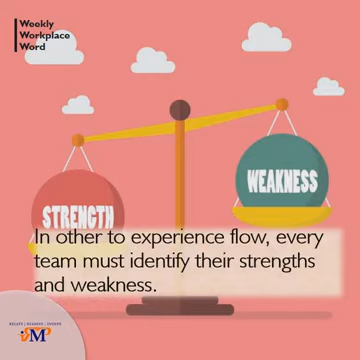 Weekly
Workplace
Word
WEAKNESS
STRENGTH
In other to experience flow, every
team must identify their strengths
and weakness.